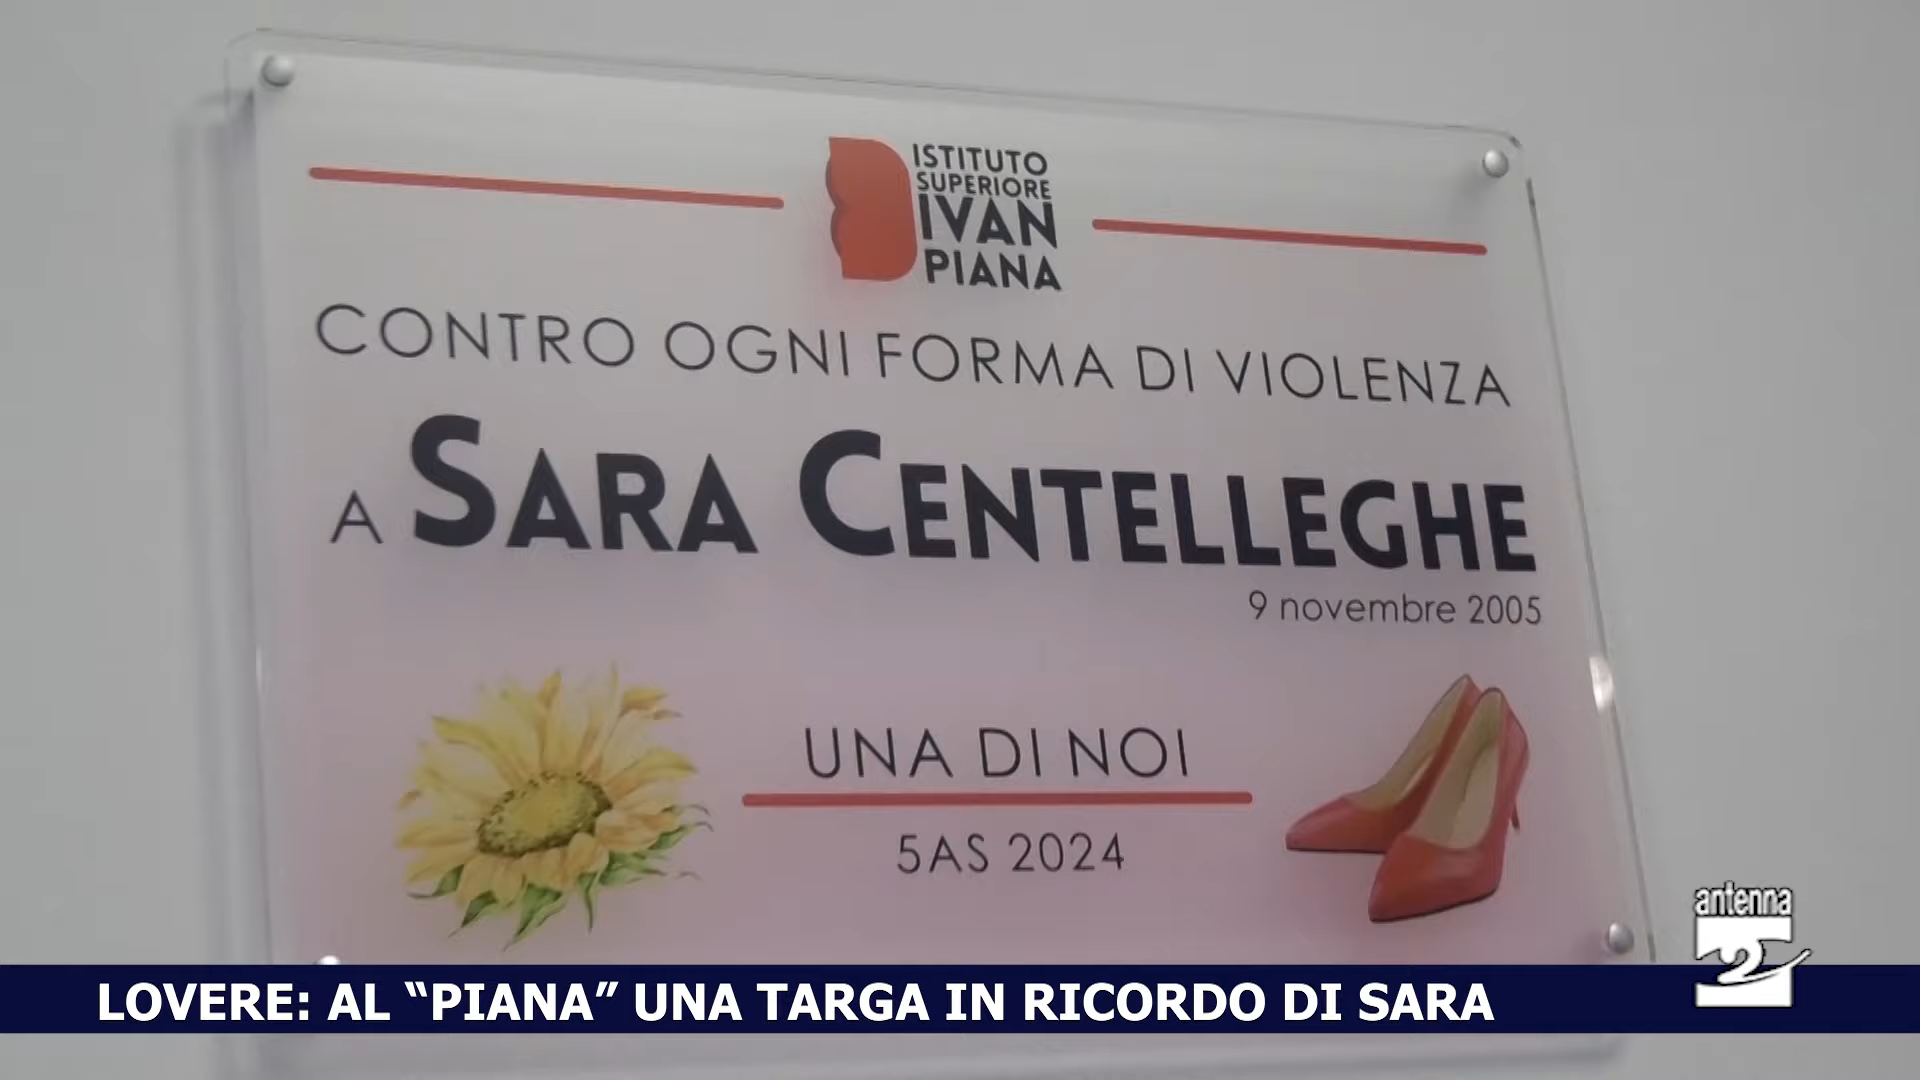 ISTITUTO
SUPERIORE
IVAN
PIANA
CONTRO OGNI FORMA DI VIOLENZA
A SARA CENTELLEGHE
9 novembre 2005
UNA DI NOI
5AS 2024
antenna
2
LOVERE: AL “PIANA” UNA TARGA IN RICORDO DI SARA